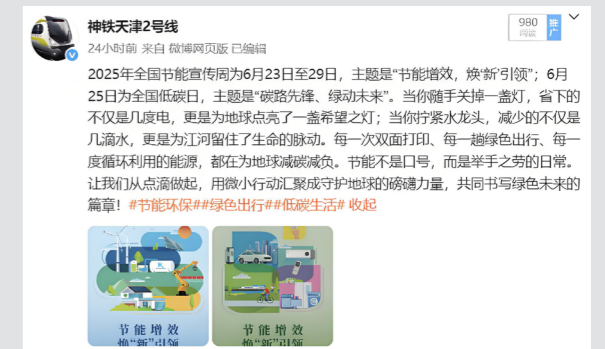 神铁天津2号线
980
阅读
推广
24小时前 来自 微博网页版 已编辑
2025年全国节能宣传周为6月23日至29日，主题是“节能增效，焕‘新’引领”；6月
25日为全国低碳日，主题是“碳路先锋、绿动未来”。当你随手关掉一盏灯，省下的
不仅是几度电，更是为地球点亮了一盏希望之灯；当你拧紧水龙头，减少的不仅是
几滴水，更是为江河留住了生命的脉动。每一次双面打印、每一趟绿色出行、每一
度循环利用的能源，都在为地球减碳减负。节能不是口号，而是举手之劳的日常。
让我们从点滴做起，用微小行动汇聚成守护地球的磅礴力量，共同书写绿色未来的
篇章！#节能环保##绿色出行##低碳生活# 收起
节能增效
焕“新”引领
节能增效
焕“新”引领